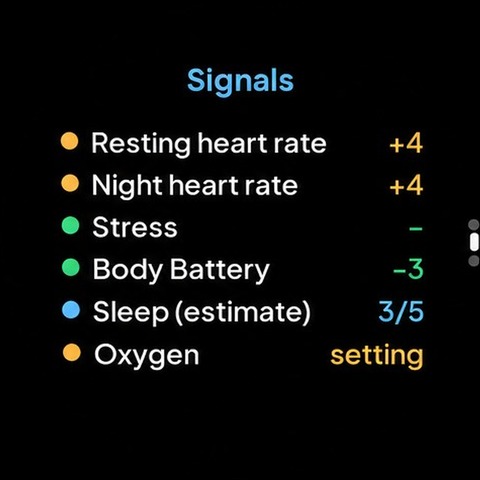 Signals
Resting heart rate +4
Night heart rate +4
Stress –
Body Battery –3
Sleep (estimate) 3/5
Oxygen setting